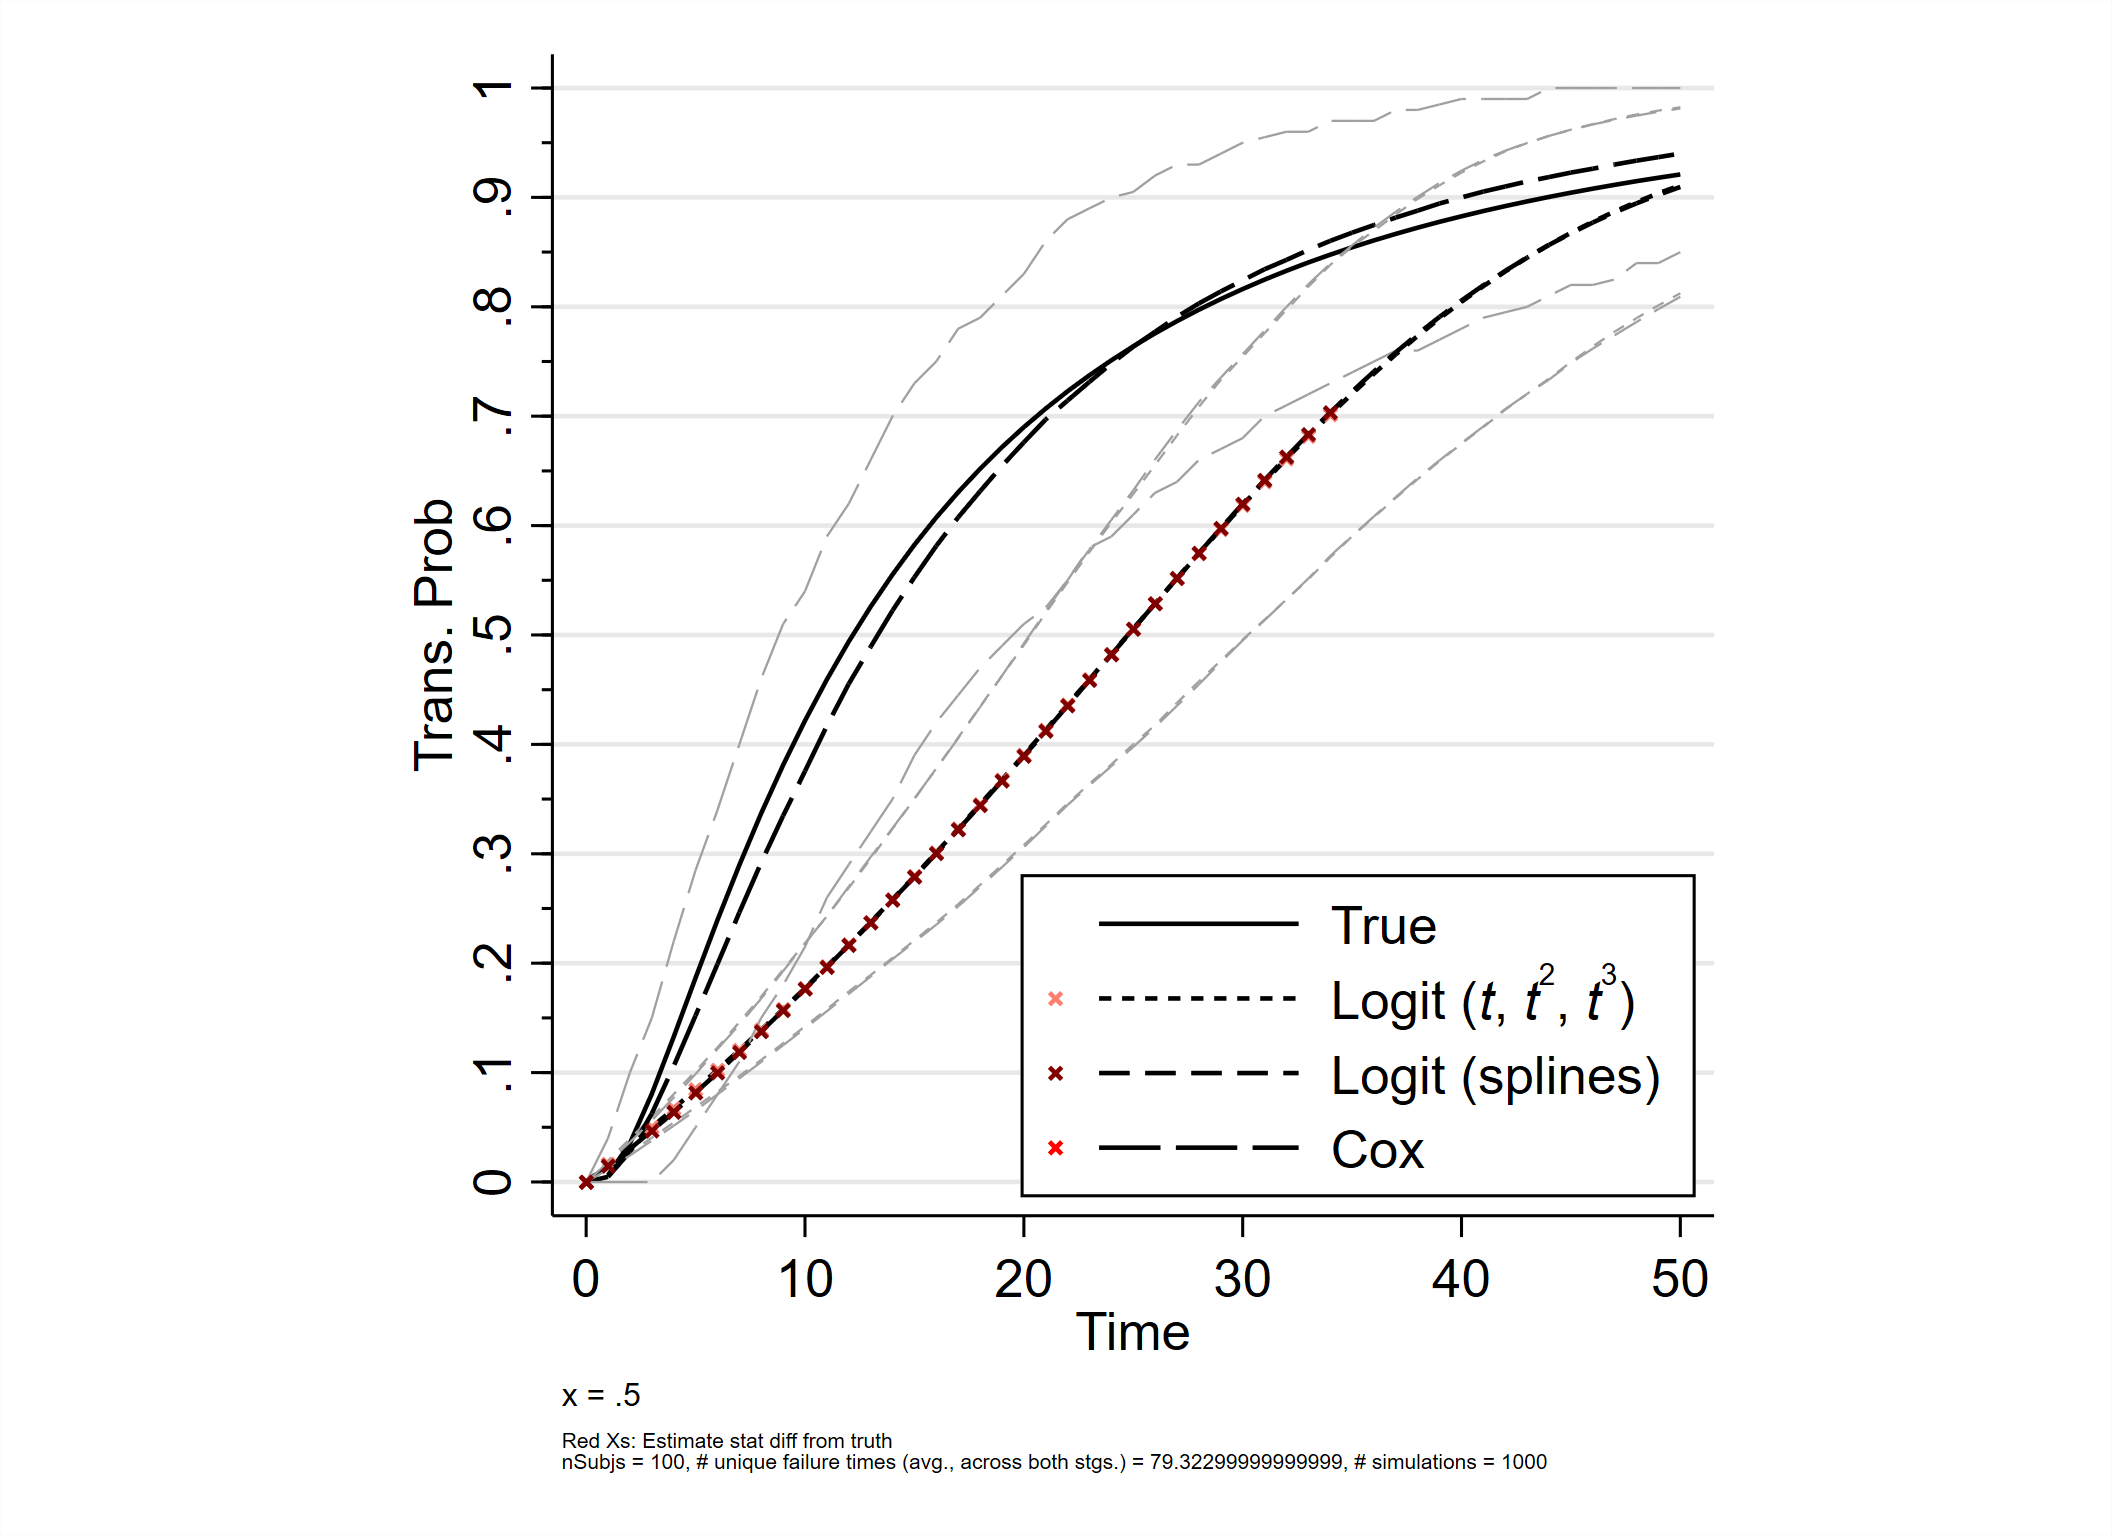 Trans. Prob
1
.9
.8
.7
.6
.5
.4
.3
.2
.1
0
True
Logit (t, t², t³)
Logit (splines)
Cox
0 10 20 30 40 50
Time
x = .5
Red Xs: Estimate stat diff from truth
nSubjs = 100, # unique failure times (avg., across both stgs.) = 79.32299999999999, # simulations = 1000